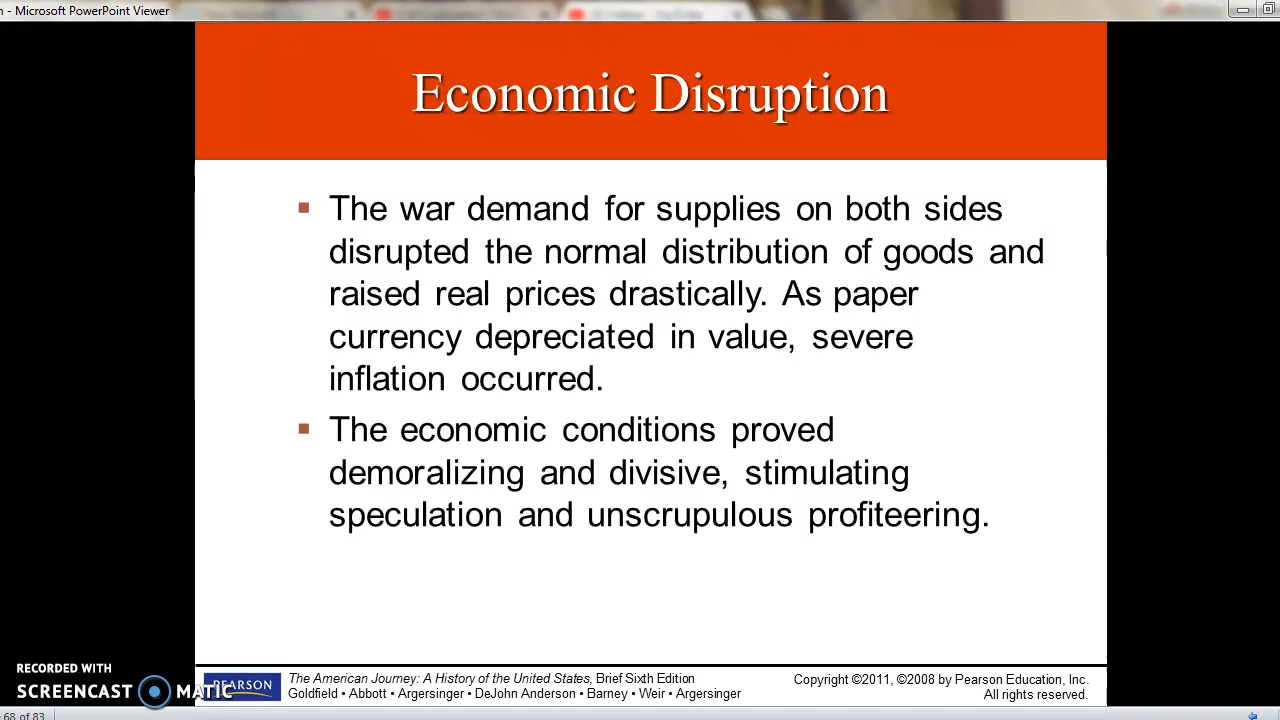 - Microsoft PowerPoint Viewer
Economic Disruption
▪ The war demand for supplies on both sides
disrupted the normal distribution of goods and
raised real prices drastically. As paper
currency depreciated in value, severe
inflation occurred.
▪ The economic conditions proved
demoralizing and divisive, stimulating
speculation and unscrupulous profiteering.
RECORDED WITH
SCREENCAST MATIC
PEARSON
The American Journey: A History of the United States, Brief Sixth Edition
Goldfield • Abbott • Argersinger • DeJohn Anderson • Barney • Weir • Argersinger
Copyright ©2011, ©2008 by Pearson Education, Inc.
All rights reserved.
68 of 83